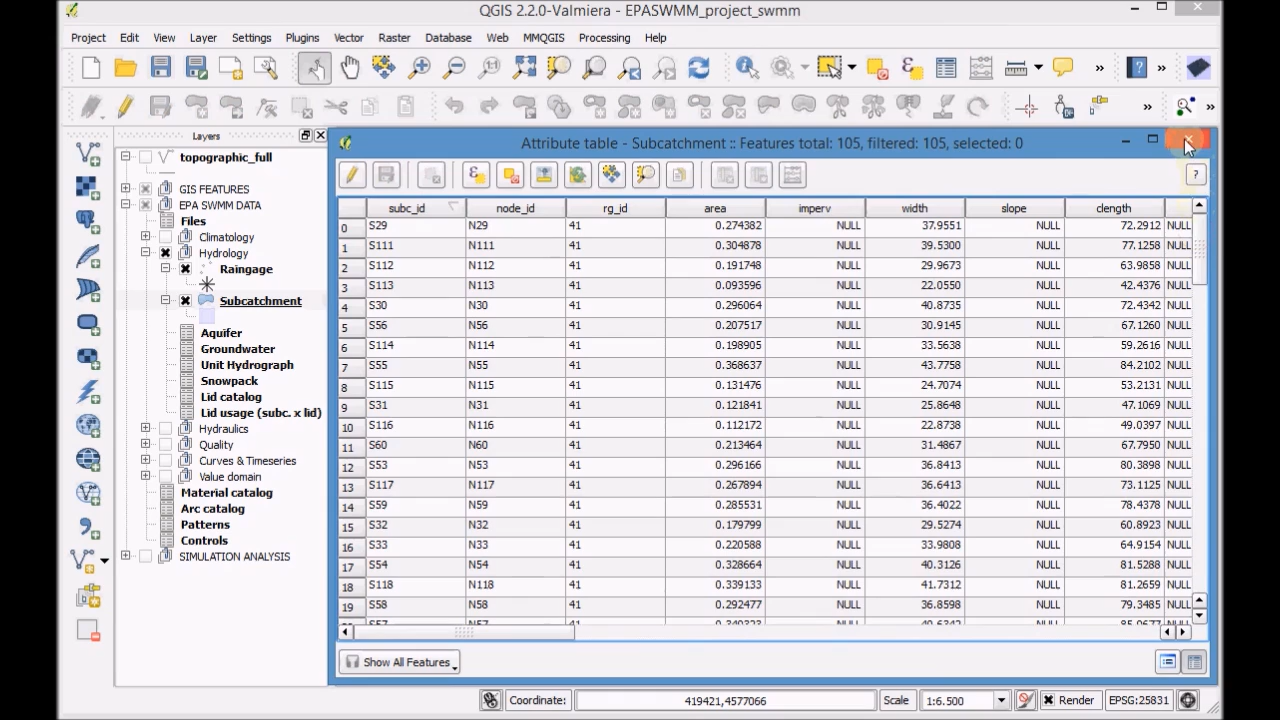 QGIS 2.2.0-Valmiera - EPASWMM_project_swmm
Project Edit View Layer Settings Plugins Vector Raster Database Web MMQGIS Processing Help
Layers
topographic_full
GIS FEATURES
EPA SWMM DATA
Files
Climatology
Hydrology
Raingage
Subcatchment
Aquifer
Groundwater
Unit Hydrograph
Snowpack
Lid catalog
Lid usage (subc. x lid)
Hydraulics
Quality
Curves & Timeseries
Value domain
Material catalog
Arc catalog
Patterns
Controls
SIMULATION ANALYSIS
Attribute table - Subcatchment :: Features total: 105, filtered: 105, selected: 0
subc_id node_id rg_id area imperv width slope clength
0 S29 N29 41 0.274382 NULL 37.9551 NULL 72.2912 NULL
1 S111 N111 41 0.304878 NULL 39.5300 NULL 77.1258 NULL
2 S112 N112 41 0.191748 NULL 29.9673 NULL 63.9858 NULL
3 S113 N113 41 0.093596 NULL 22.0550 NULL 42.4376 NULL
4 S30 N30 41 0.296064 NULL 40.8735 NULL 72.4342 NULL
5 S56 N56 41 0.207517 NULL 30.9145 NULL 67.1260 NULL
6 S114 N114 41 0.198905 NULL 33.5638 NULL 59.2616 NULL
7 S55 N55 41 0.368637 NULL 43.7758 NULL 84.2102 NULL
8 S115 N115 41 0.131476 NULL 24.7074 NULL 53.2131 NULL
9 S31 N31 41 0.121841 NULL 25.8648 NULL 47.1069 NULL
10 S116 N116 41 0.112172 NULL 22.8738 NULL 49.0397 NULL
11 S60 N60 41 0.213464 NULL 31.4867 NULL 67.7950 NULL
12 S53 N53 41 0.296166 NULL 36.8413 NULL 80.3898 NULL
13 S117 N117 41 0.267894 NULL 36.6413 NULL 73.1125 NULL
14 S59 N59 41 0.285531 NULL 36.4022 NULL 78.4378 NULL
15 S32 N32 41 0.179799 NULL 29.5274 NULL 60.8923 NULL
16 S33 N33 41 0.220588 NULL 33.9808 NULL 64.9154 NULL
17 S54 N54 41 0.328664 NULL 40.3126 NULL 81.5288 NULL
18 S118 N118 41 0.339133 NULL 41.7312 NULL 81.2659 NULL
19 S58 N58 41 0.292477 NULL 36.8598 NULL 79.3485 NULL
Show All Features
Coordinate: 419421,4577066 Scale 1:6.500 Render EPSG:25831